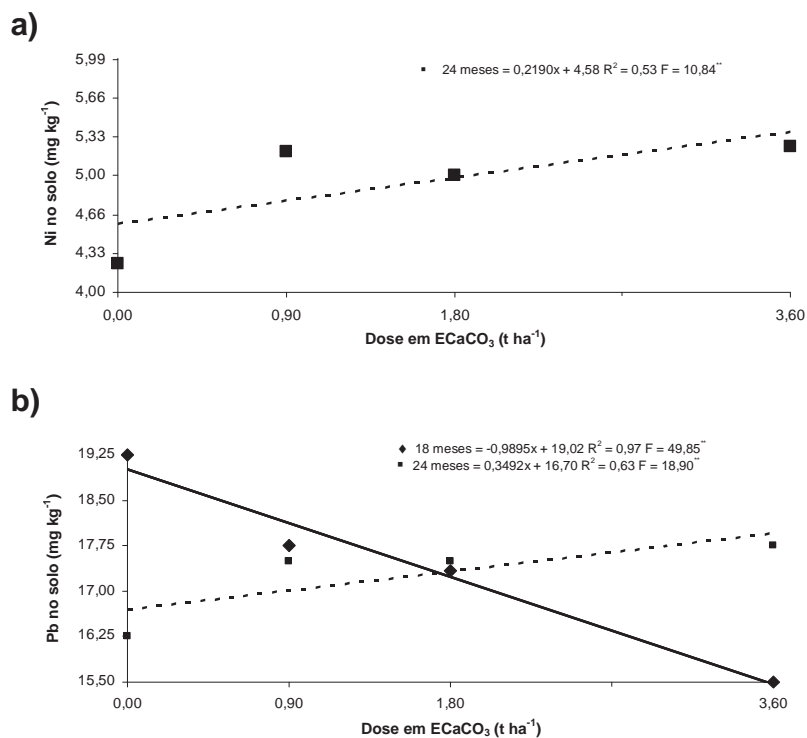 a)
24 meses = 0,2190x + 4,58 R² = 0,53 F = 10,84**
Ni no solo (mg kg⁻¹)
5,99
5,66
5,33
5,00
4,66
4,33
4,00
0,00 0,90 1,80 3,60
Dose em ECaCO₃ (t ha⁻¹)
b)
18 meses = -0,9895x + 19,02 R² = 0,97 F = 49,85**
24 meses = 0,3492x + 16,70 R² = 0,63 F = 18,90**
Pb no solo (mg kg⁻¹)
19,25
18,50
17,75
17,00
16,25
15,50
0,00 0,90 1,80 3,60
Dose em ECaCO₃ (t ha⁻¹)